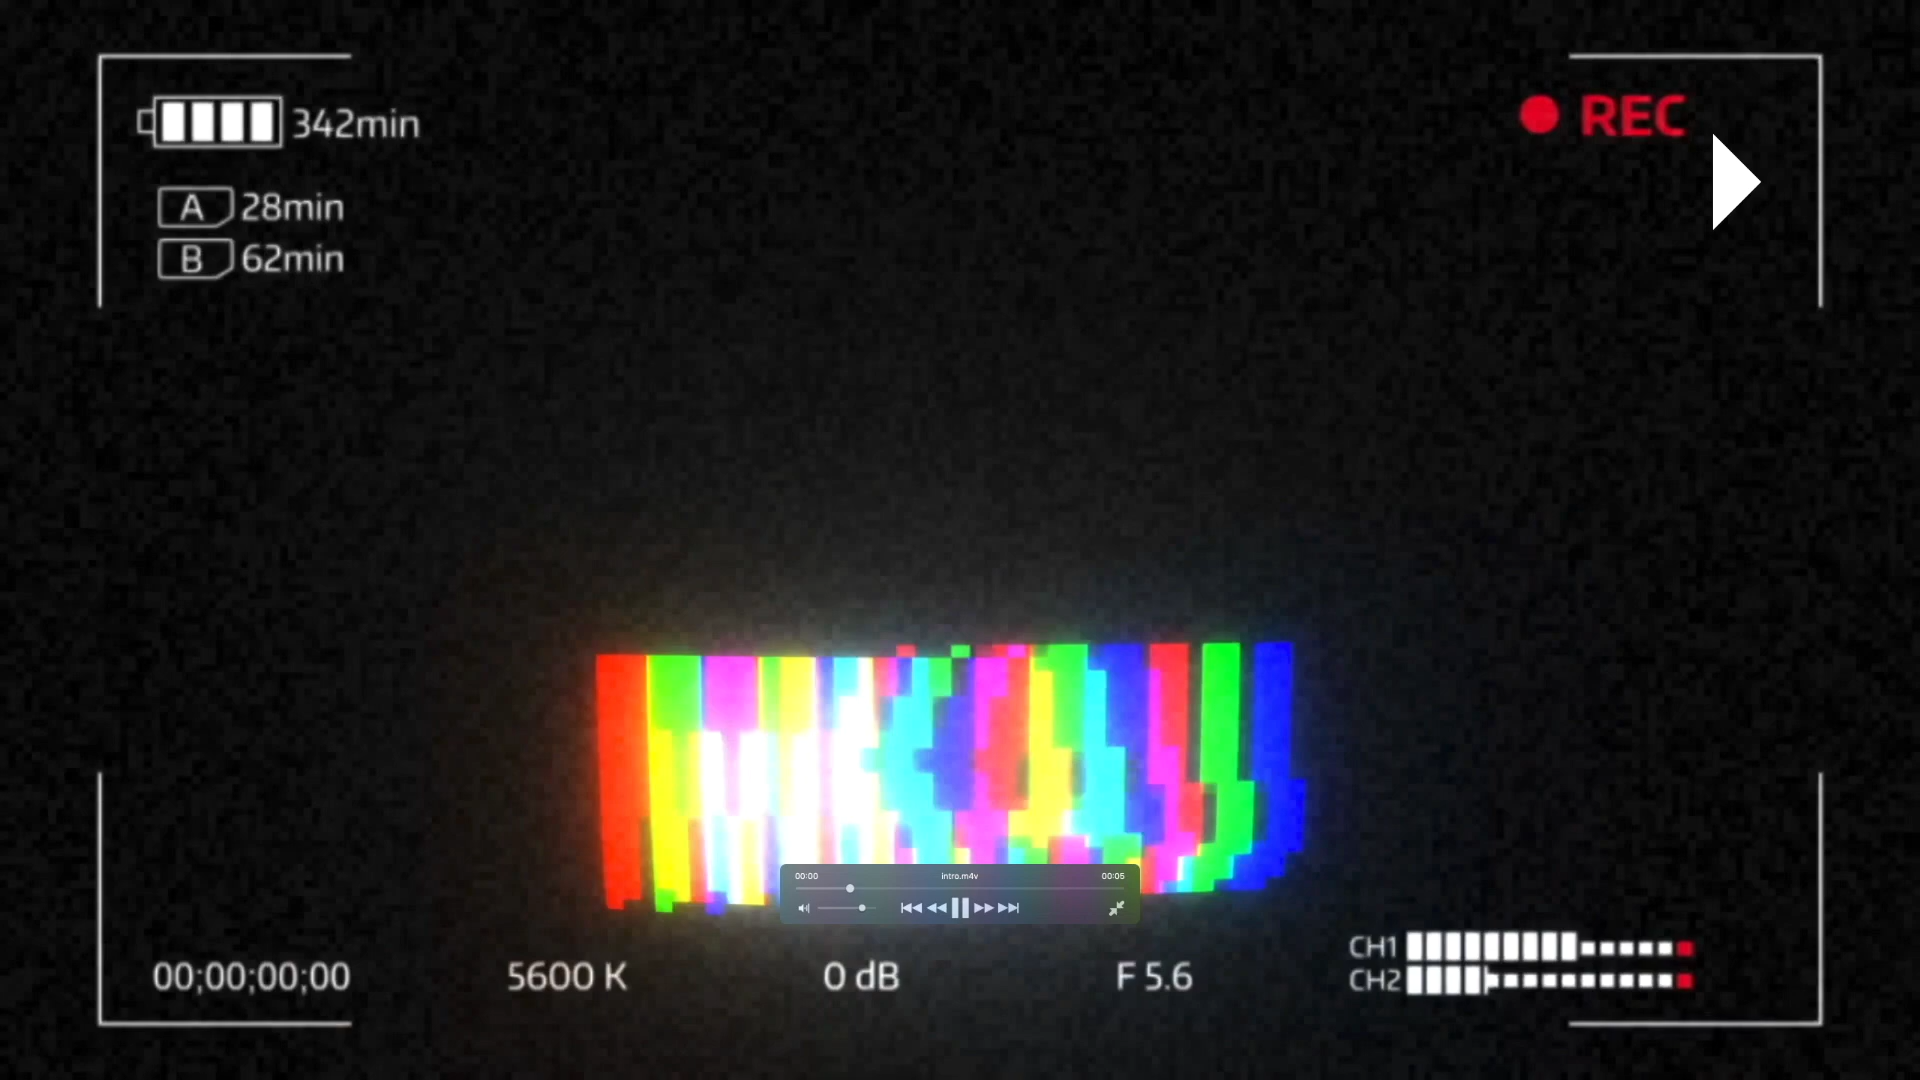 342min
REC
A 28min
B 62min
00:00 intro.m4v 00:05
CH1
CH2
00;00;00;00 5600 K 0 dB F 5.6